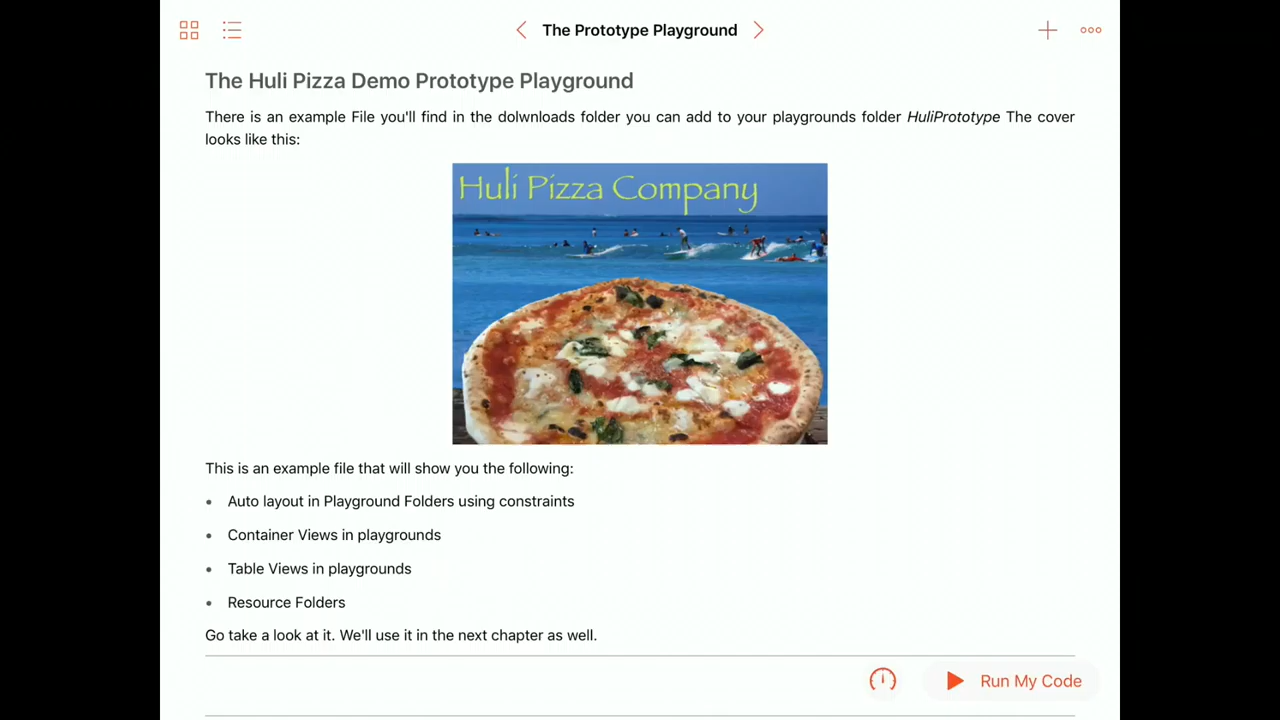 The Prototype Playground
The Huli Pizza Demo Prototype Playground
There is an example File you'll find in the dolwnloads folder you can add to your playgrounds folder HuliPrototype The cover
looks like this:
Huli Pizza Company
This is an example file that will show you the following:
• Auto layout in Playground Folders using constraints
• Container Views in playgrounds
• Table Views in playgrounds
• Resource Folders
Go take a look at it. We'll use it in the next chapter as well.
Run My Code